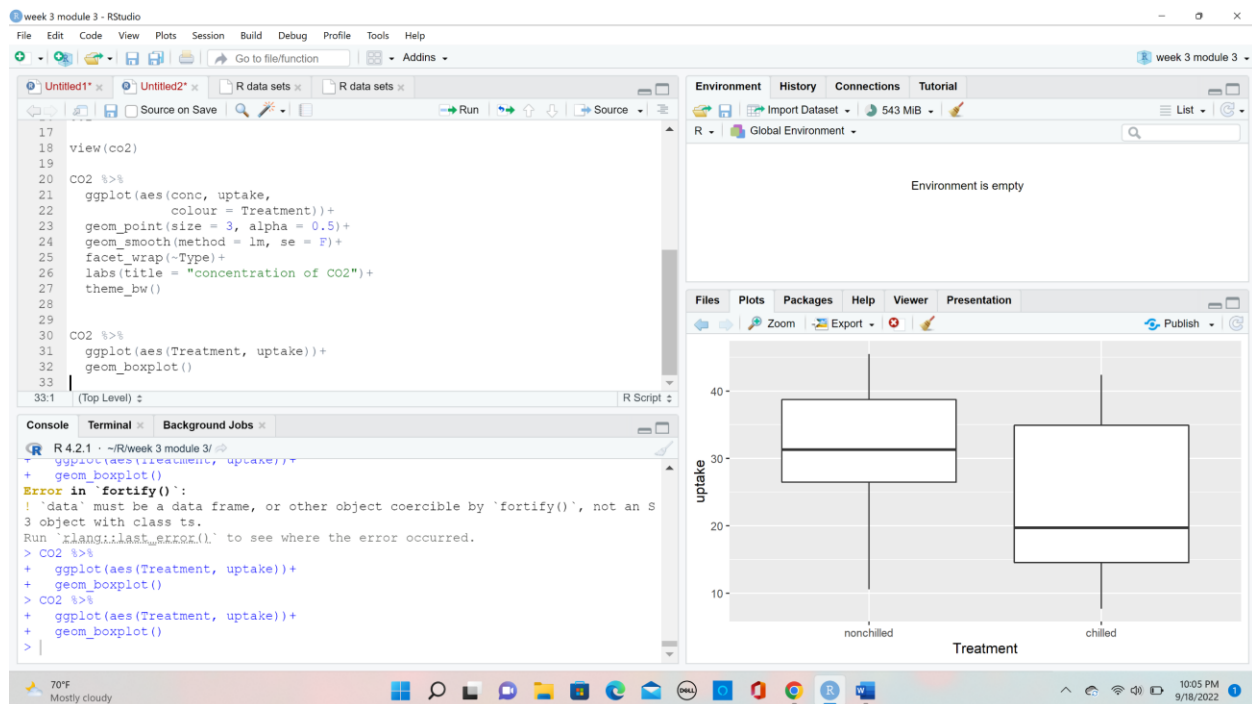 week 3 module 3 - RStudio
File Edit Code View Plots Session Build Debug Profile Tools Help
Go to file/function Addins
week 3 module 3
Untitled1* Untitled2* R data sets R data sets
Source on Save Run Source
17
18 view(co2)
19
20 CO2 %>%
21 ggplot(aes(conc, uptake,
22 colour = Treatment))+
23 geom_point(size = 3, alpha = 0.5)+
24 geom_smooth(method = lm, se = F)+
25 facet_wrap(~Type)+
26 labs(title = "concentration of CO2")+
27 theme_bw()
28
29
30 CO2 %>%
31 ggplot(aes(Treatment, uptake))+
32 geom_boxplot()
33
33:1 (Top Level) R Script
Console Terminal Background Jobs
R 4.2.1 · ~/R/week 3 module 3/
+ ggplot(aes(Treatment, uptake))+
+ geom_boxplot()
Error in `fortify()`:
! `data` must be a data frame, or other object coercible by `fortify()`, not an S
3 object with class ts.
Run `rlang::last_error()` to see where the error occurred.
> CO2 %>%
+ ggplot(aes(Treatment, uptake))+
+ geom_boxplot()
> CO2 %>%
+ ggplot(aes(Treatment, uptake))+
+ geom_boxplot()
>
Environment History Connections Tutorial
Import Dataset 543 MiB List
R Global Environment
Environment is empty
Files Plots Packages Help Viewer Presentation
Zoom Export Publish
40
30
20
10
uptake
nonchilled chilled
Treatment
70°F
Mostly cloudy
DELL
W
10:05 PM
9/18/2022
1